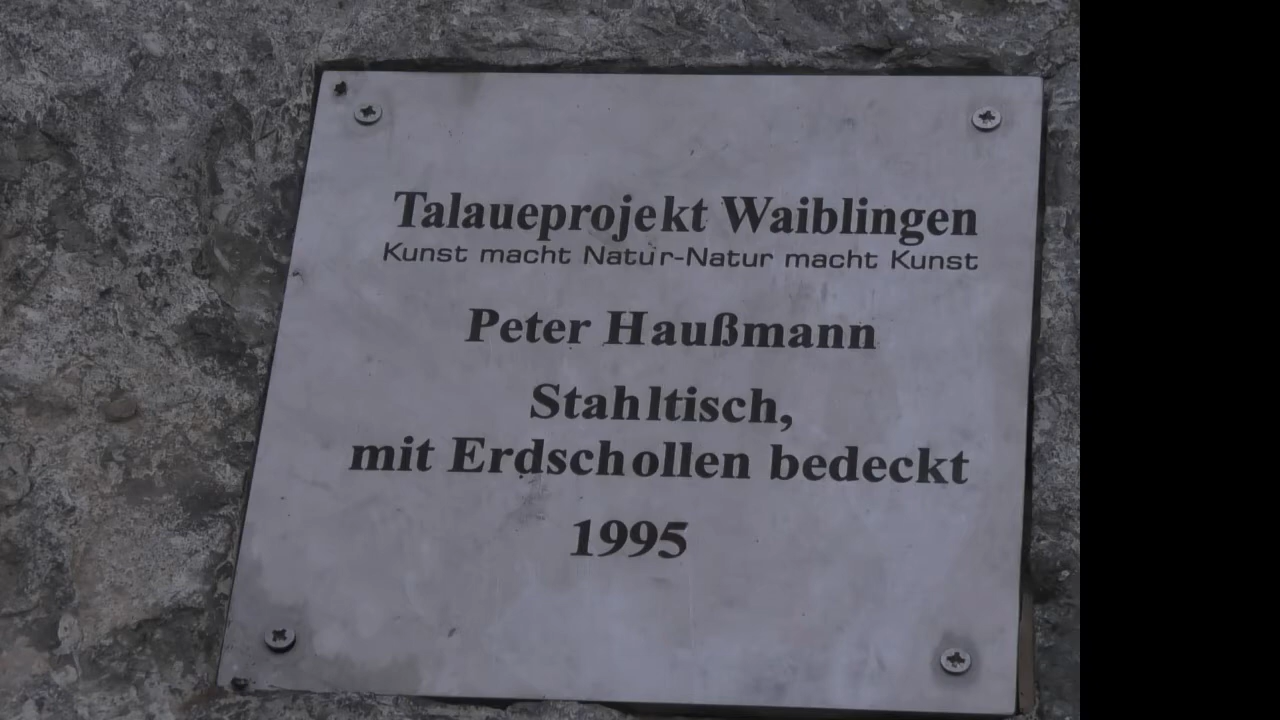 Talaueprojekt Waiblingen
Kunst macht Natur-Natur macht Kunst
Peter Haußmann
Stahltisch,
mit Erdschollen bedeckt
1995